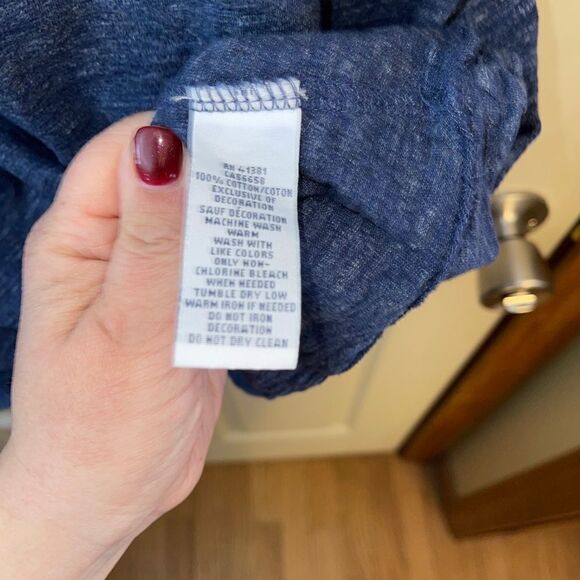 RN 41381
CA56658
100% COTTON/COTON
EXCLUSIVE OF
DECORATION
SAUF DÉCORATION
MACHINE WASH
WARM
WASH WITH
LIKE COLORS
ONLY NON-
CHLORINE BLEACH
WHEN NEEDED
TUMBLE DRY LOW
WARM IRON IF NEEDED
DO NOT IRON
DECORATION
DO NOT DRY CLEAN